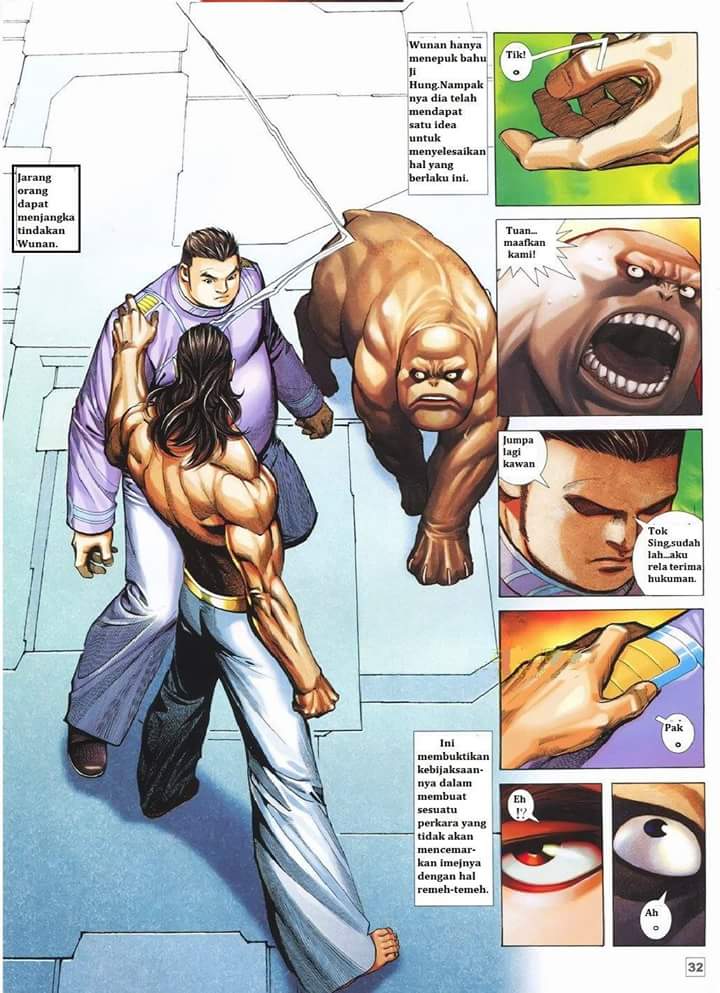 Tik!
Tuan...
maafkan
kami!
Jumpa
lagi
kawan
Tok
Sing,sudah
lah...aku
rela terima
hukuman.
Pak
Eh
!?
Ah
Wunan hanya
menepuk bahu
Ji
Hung.Nampak
nya dia telah
mendapat
satu idea
untuk
menyelesaikan
hal yang
berlaku ini.
Jarang
orang
dapat
menjangka
tindakan
Wunan.
Ini
membuktikan
kebijaksaan-
nya dalam
membuat
sesuatu
perkara yang
tidak akan
mencemar-
kan imejnya
dengan hal
remeh-temeh.
32